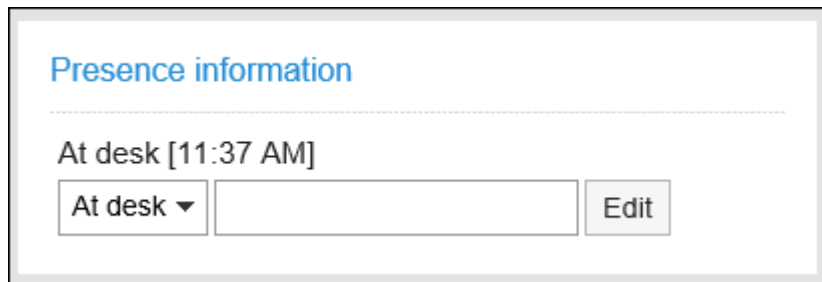 Presence information
At desk [11:37 AM]
At desk Edit